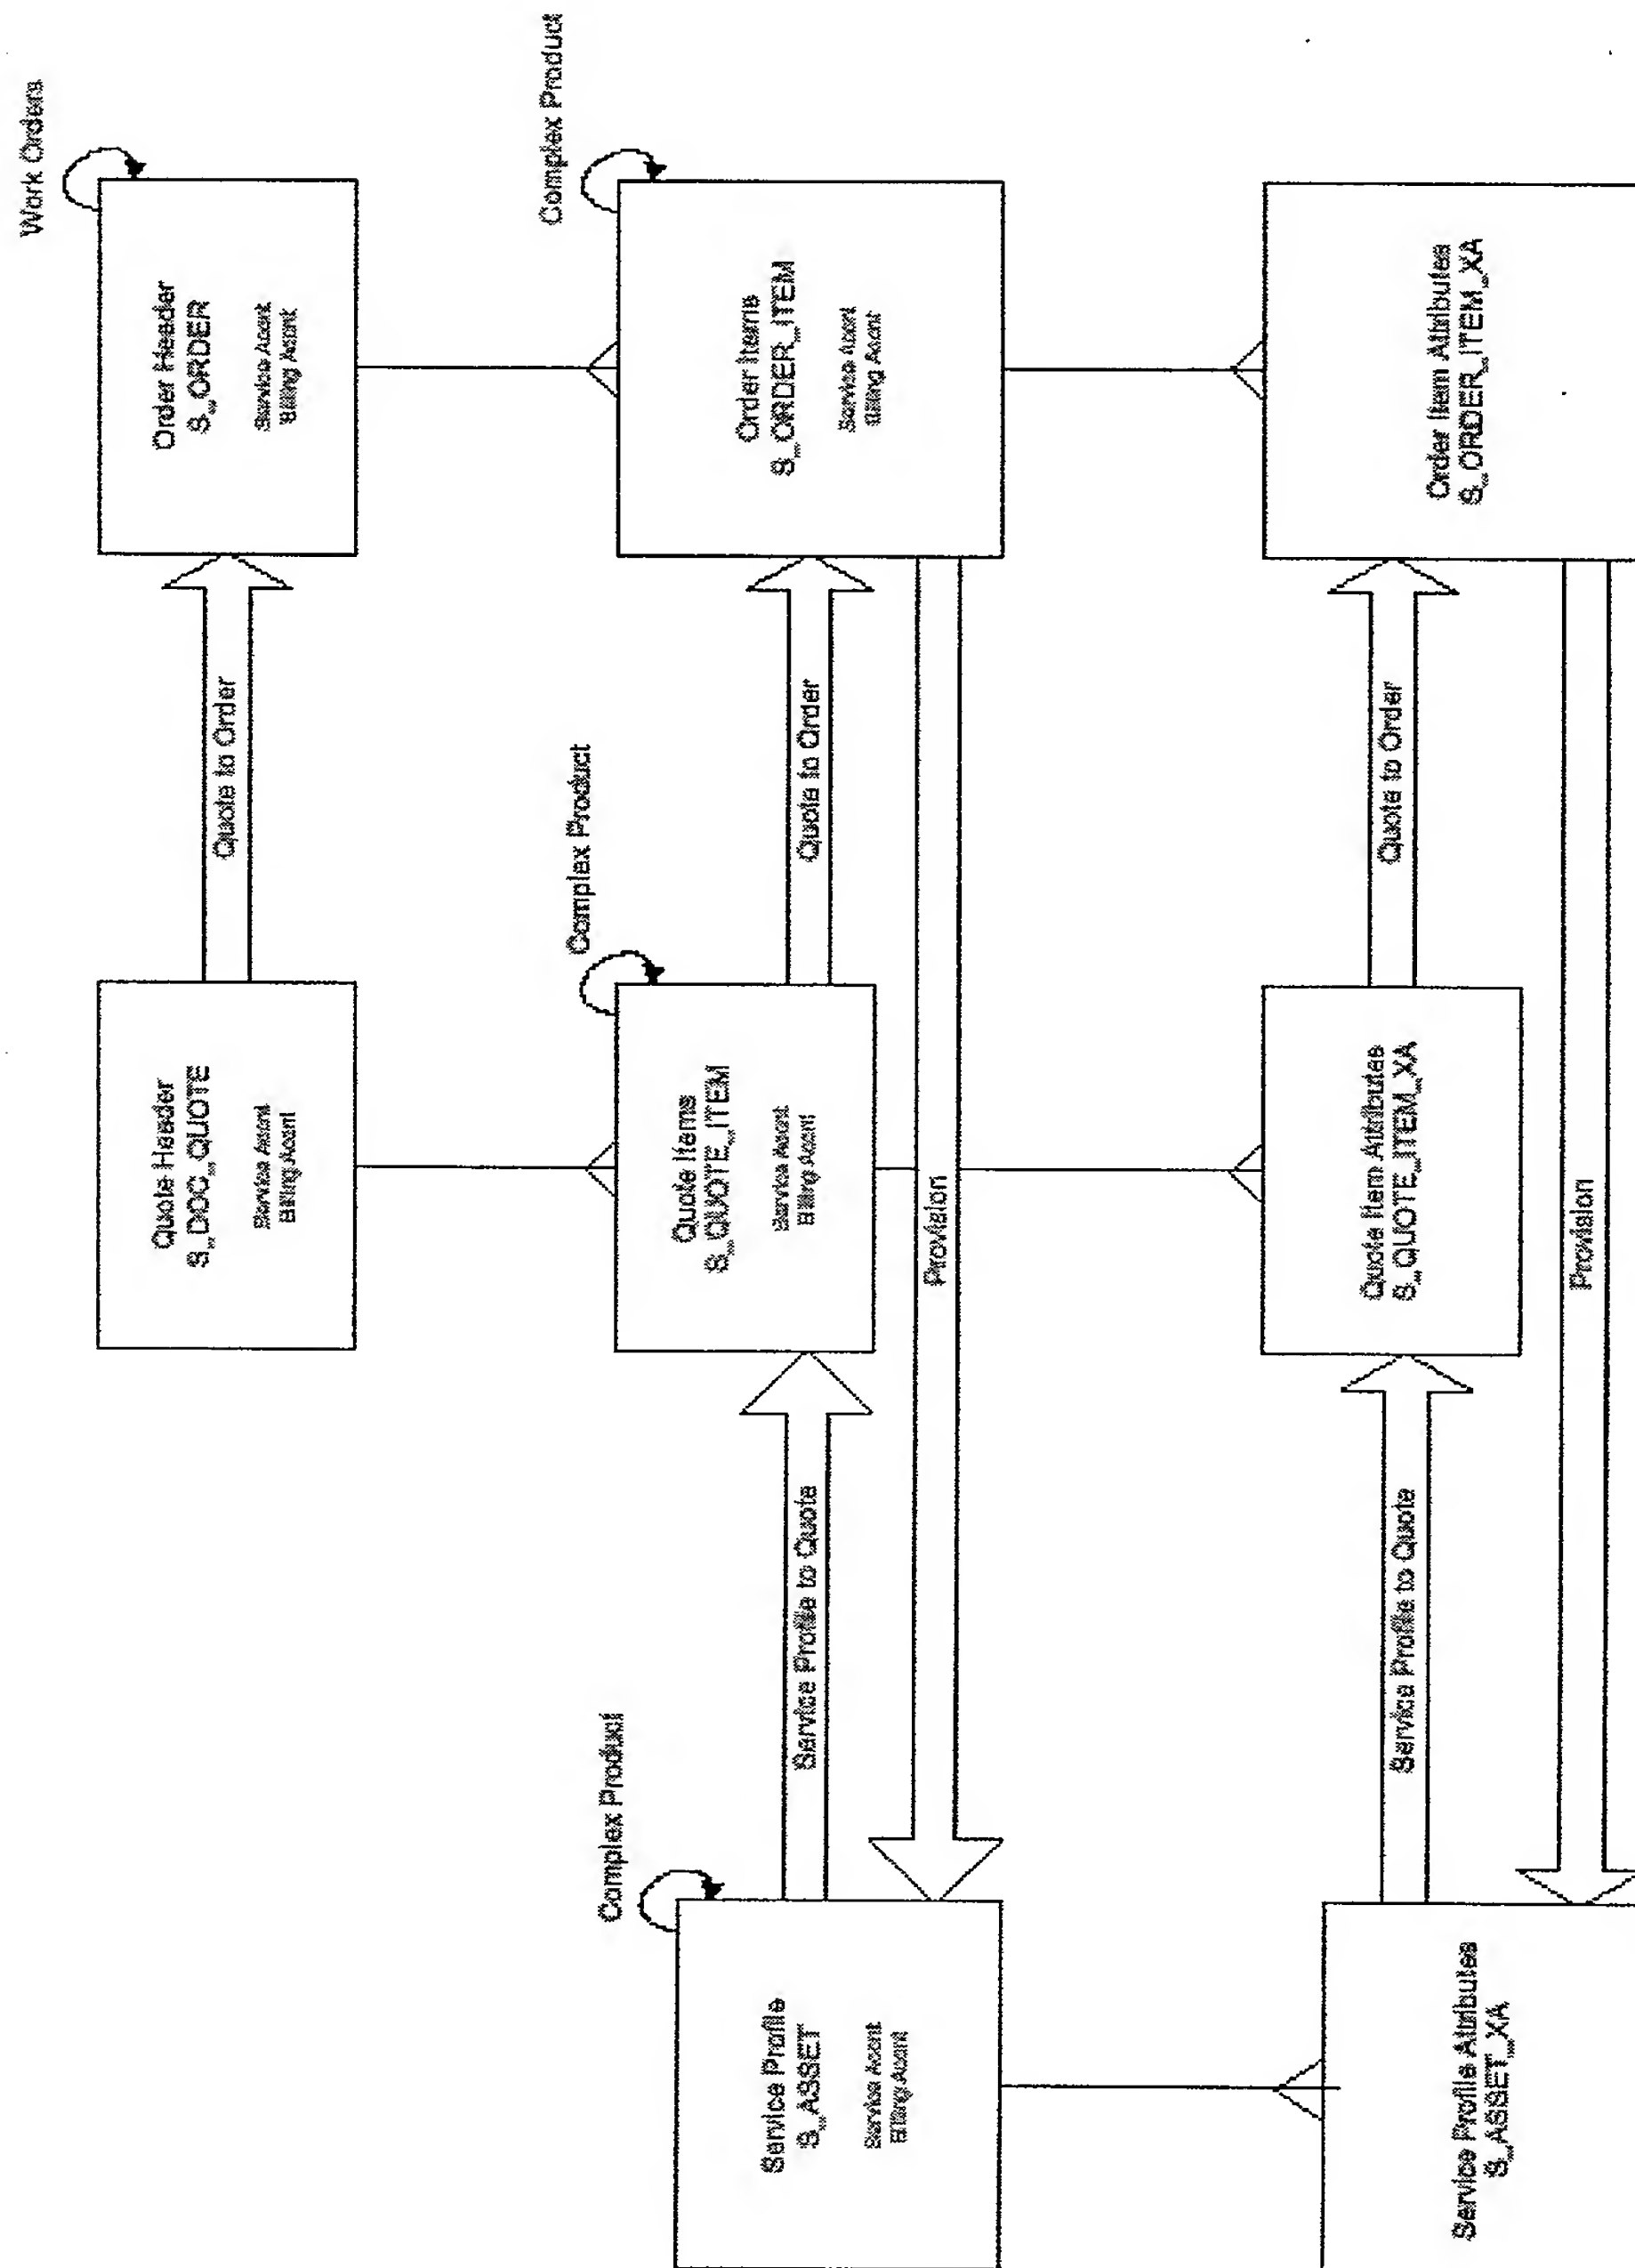 Work Orders
Order Header
S_ORDER
Service Accnt
Billing Accnt
Quote to Order
Quote Header
S_DOC_QUOTE
Service Accnt
Billing Accnt
Complex Product
Order Items
S_ORDER_ITEM
Service Accnt
Billing Accnt
Quote to Order
Complex Product
Quote Items
S_QUOTE_ITEM
Service Accnt
Billing Accnt
Service Profile to Quote
Provision
Complex Product
Service Profile
S_ASSET
Service Accnt
Billing Accnt
Order Item Attributes
S_ORDER_ITEM_XA
Quote to Order
Quote Item Attributes
S_QUOTE_ITEM_XA
Service Profile to Quote
Provision
Service Profile Attributes
S_ASSET_XA